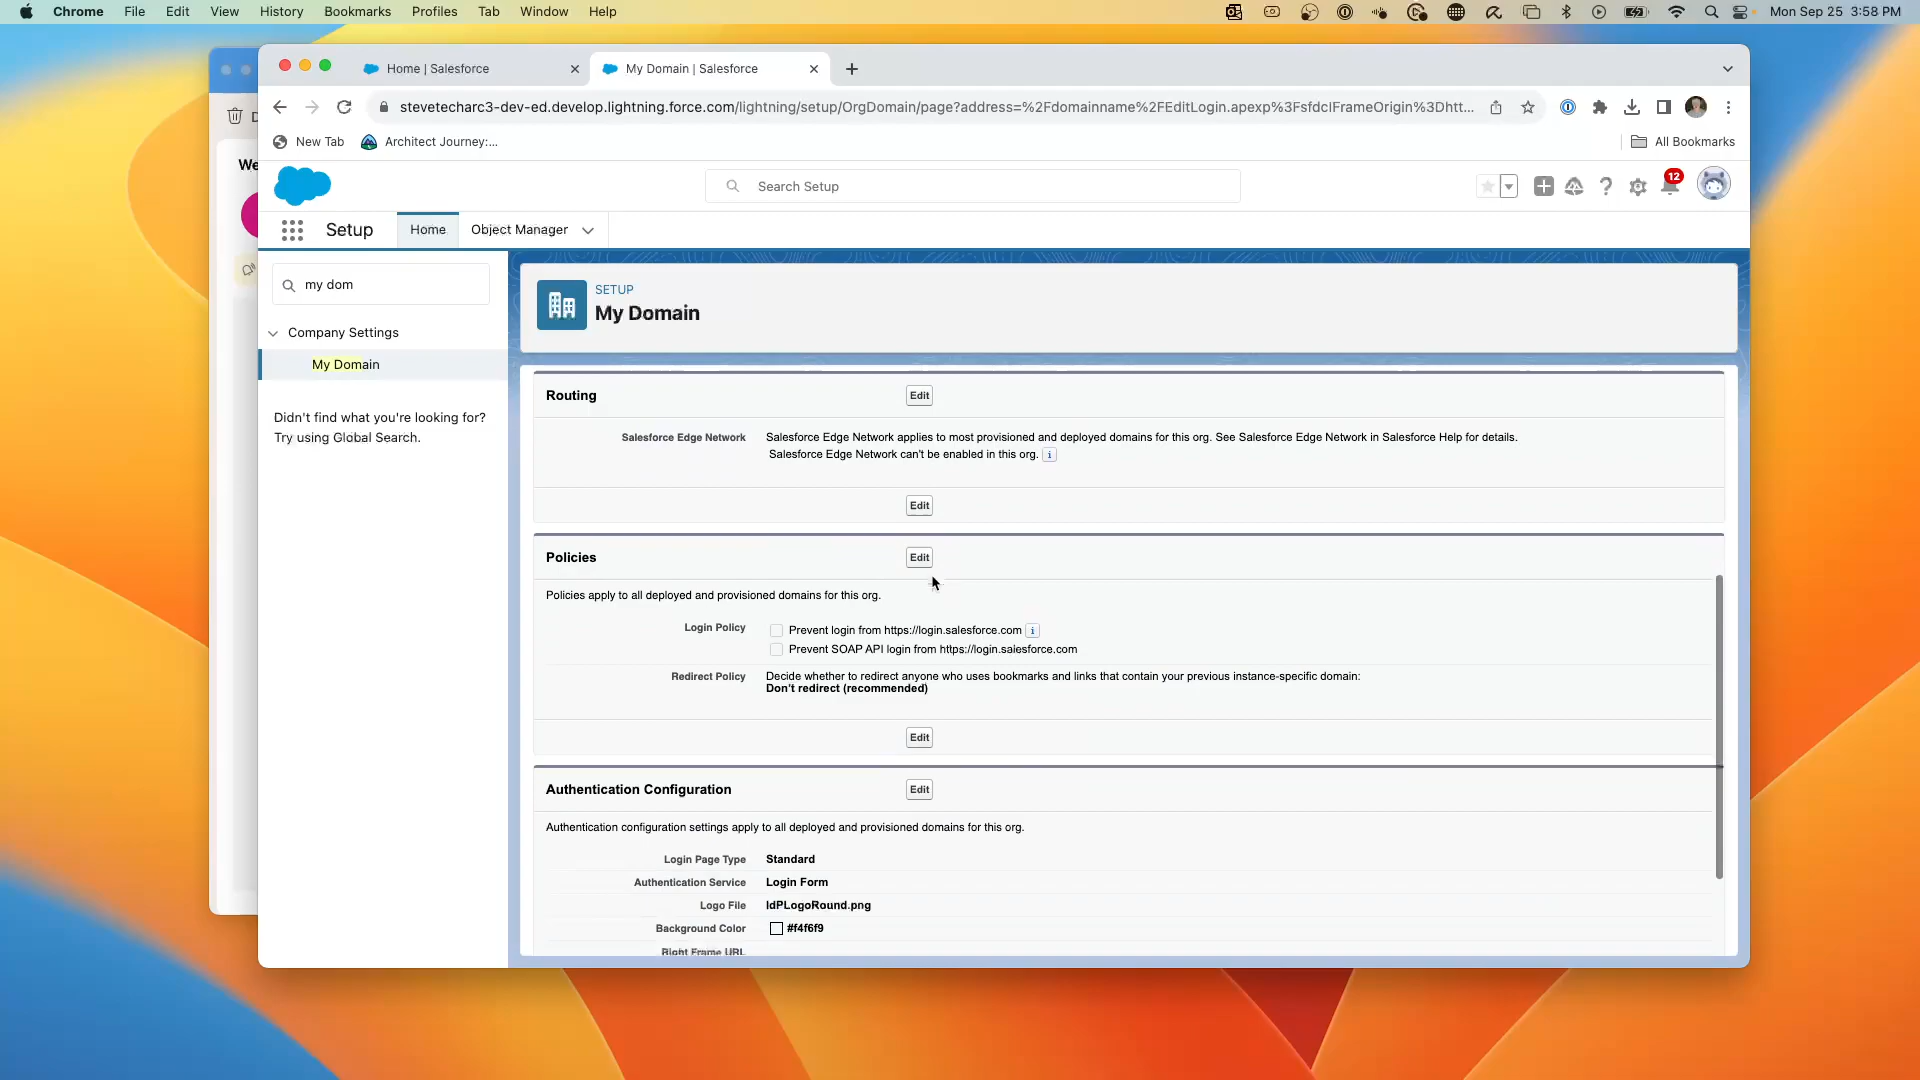 Chrome File Edit View History Bookmarks Profiles Tab Window Help Mon Sep 25 3:58 PM
Home | Salesforce My Domain | Salesforce
stevetecharc3-dev-ed.develop.lightning.force.com/lightning/setup/OrgDomain/page?address=%2Fdomainname%2FEditLogin.apexp%3FsfdcIFrameOrigin%3Dhtt...
New Tab Architect Journey:... All Bookmarks
We
Search Setup
12
Setup Home Object Manager
my dom
Company Settings
My Domain
Didn't find what you're looking for?
Try using Global Search.
SETUP
My Domain
Routing Edit
Salesforce Edge Network Salesforce Edge Network applies to most provisioned and deployed domains for this org. See Salesforce Edge Network in Salesforce Help for details.
Salesforce Edge Network can't be enabled in this org. i
Edit
Policies Edit
Policies apply to all deployed and provisioned domains for this org.
Login Policy Prevent login from https://login.salesforce.com i
Prevent SOAP API login from https://login.salesforce.com
Redirect Policy Decide whether to redirect anyone who uses bookmarks and links that contain your previous instance-specific domain:
Don't redirect (recommended)
Edit
Authentication Configuration Edit
Authentication configuration settings apply to all deployed and provisioned domains for this org.
Login Page Type Standard
Authentication Service Login Form
Logo File IdPLogoRound.png
Background Color #f4f6f9
Right Frame URL